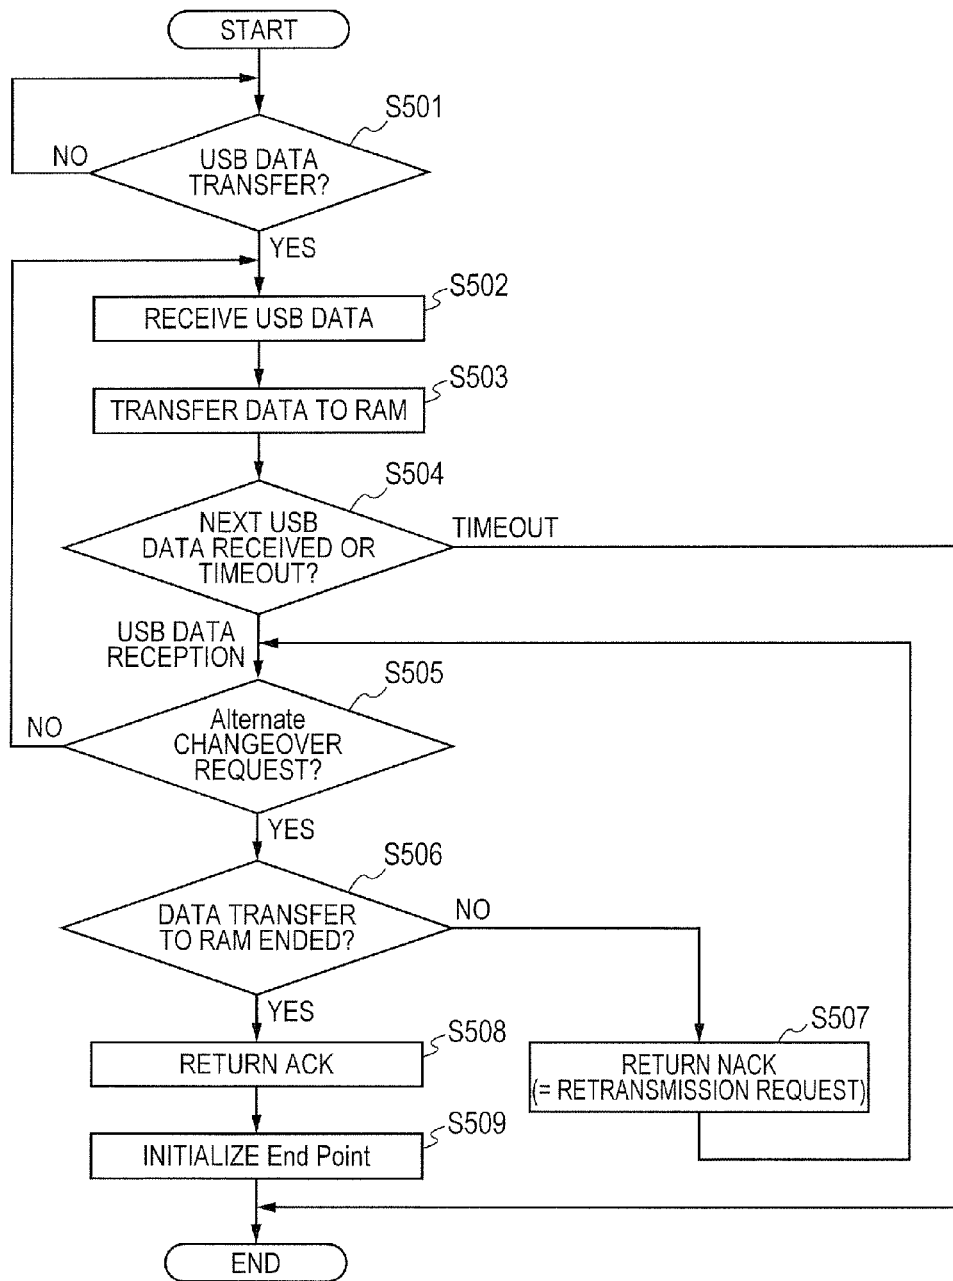 START
S501
NO
USB DATA
TRANSFER?
YES
S502
RECEIVE USB DATA
S503
TRANSFER DATA TO RAM
S504
NEXT USB
DATA RECEIVED OR
TIMEOUT?
TIMEOUT
USB DATA
RECEPTION
S505
NO
Alternate
CHANGEOVER
REQUEST?
YES
S506
DATA TRANSFER
TO RAM ENDED?
NO
YES
S507
RETURN NACK
(= RETRANSMISSION REQUEST)
S508
RETURN ACK
S509
INITIALIZE End Point
END